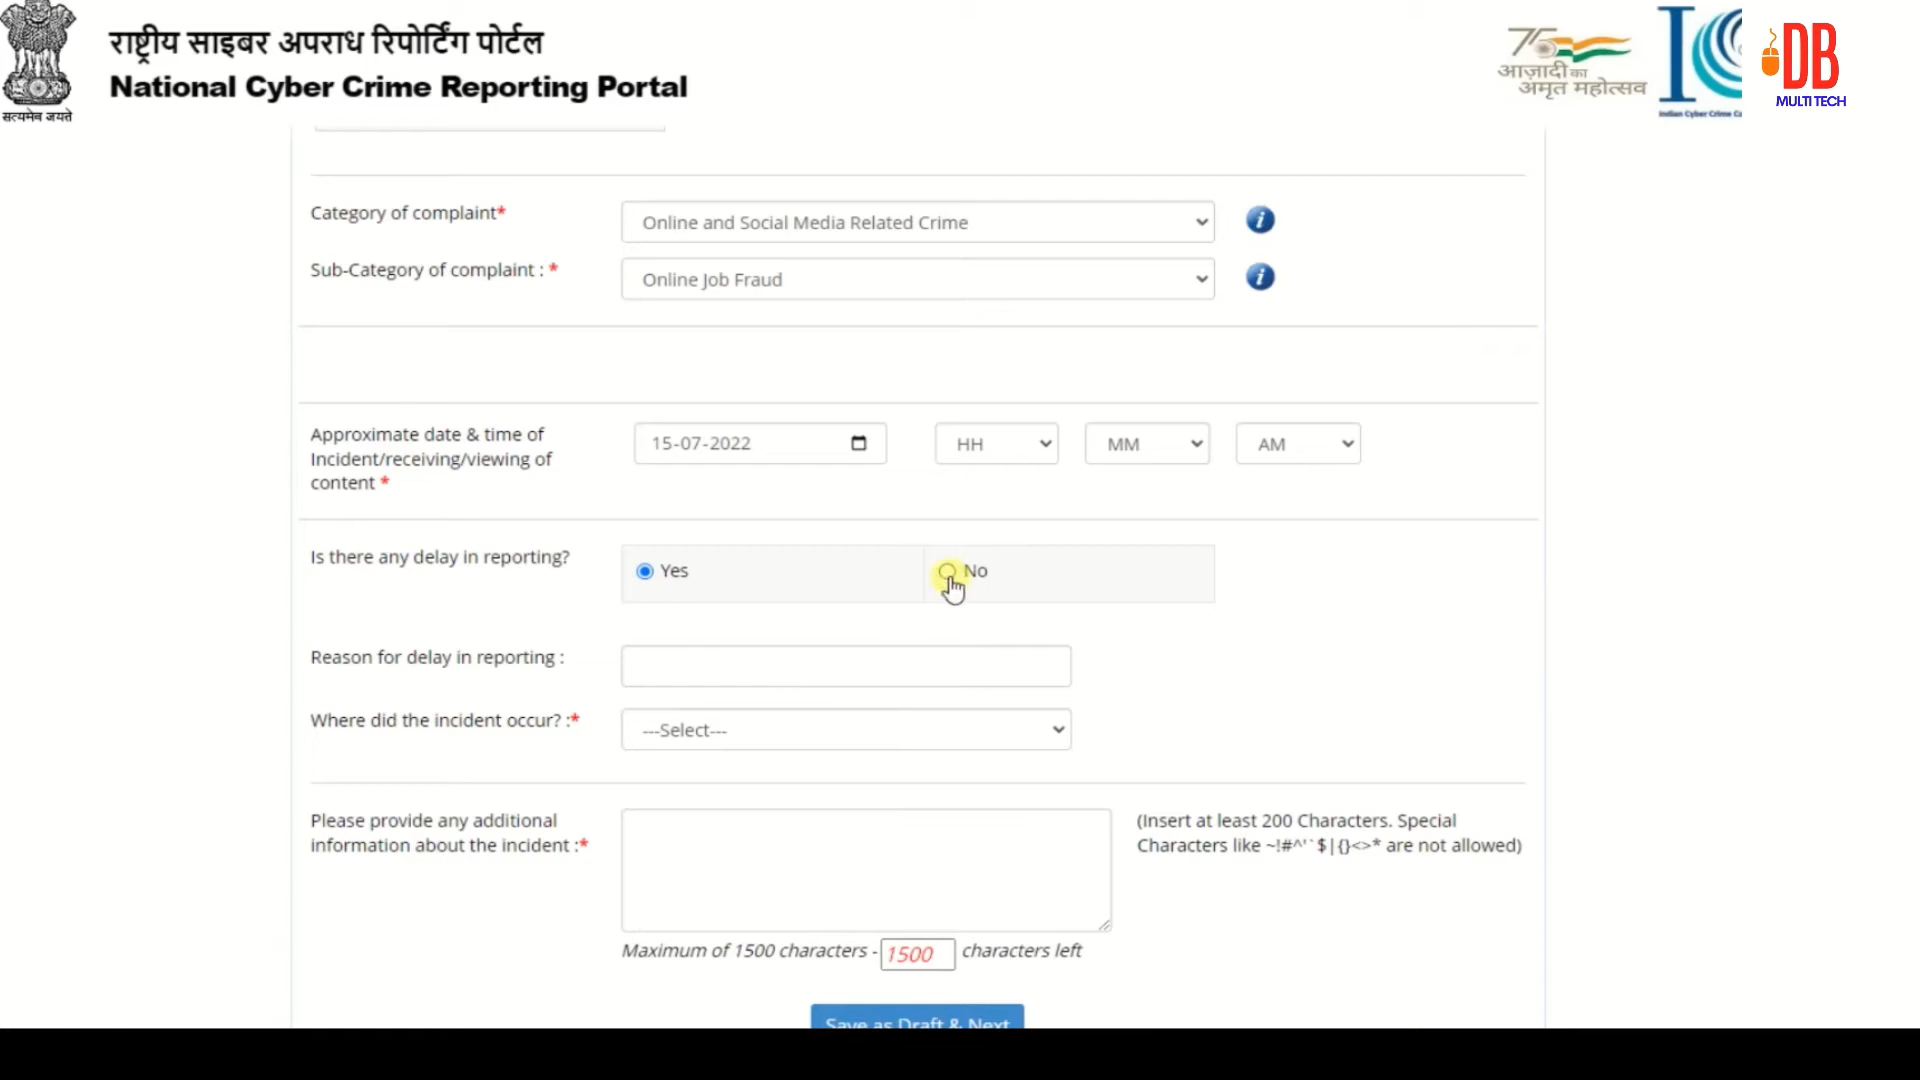 राष्ट्रीय साइबर अपराध रिपोर्टिंग पोर्टल
National Cyber Crime Reporting Portal
सत्यमेव जयते
75
आज़ादी का
अमृत महोत्सव
Indian Cyber Crime
DB
MULTI TECH
Category of complaint*
Online and Social Media Related Crime
Sub-Category of complaint : *
Online Job Fraud
Approximate date & time of
Incident/receiving/viewing of
content *
15-07-2022
HH
MM
AM
Is there any delay in reporting?
Yes
No
Reason for delay in reporting :
Where did the incident occur? :*
---Select---
Please provide any additional
information about the incident :*
(Insert at least 200 Characters. Special
Characters like ~!#^'`$|{}<>* are not allowed)
Maximum of 1500 characters - 1500 characters left
Save as Draft & Next